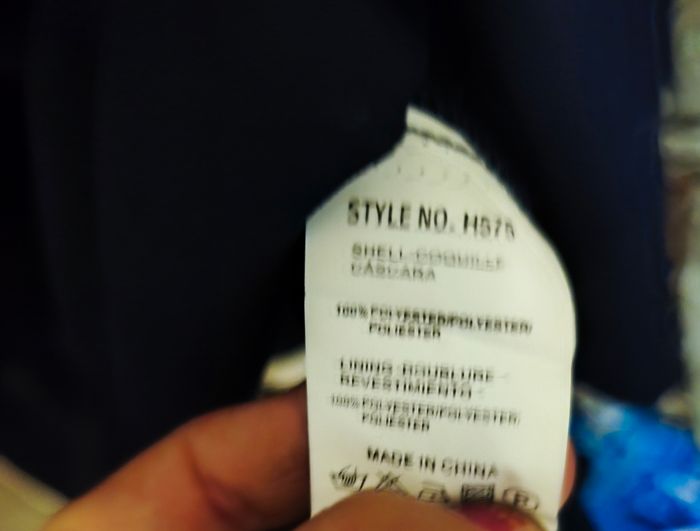 STYLE NO. H575
SHELL-COQUILLE
CÁSCARA
100% POLYESTER/POLYESTER/
POLIESTER
LINING-DOUBLURE-
REVESTIMIENTO-
100% POLYESTER/POLYESTER/
POLIESTER
MADE IN CHINA
P